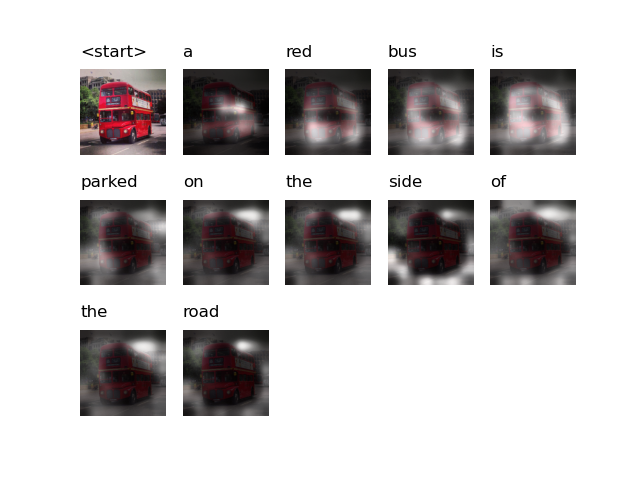 <start> a red bus is
parked on the side of
the road